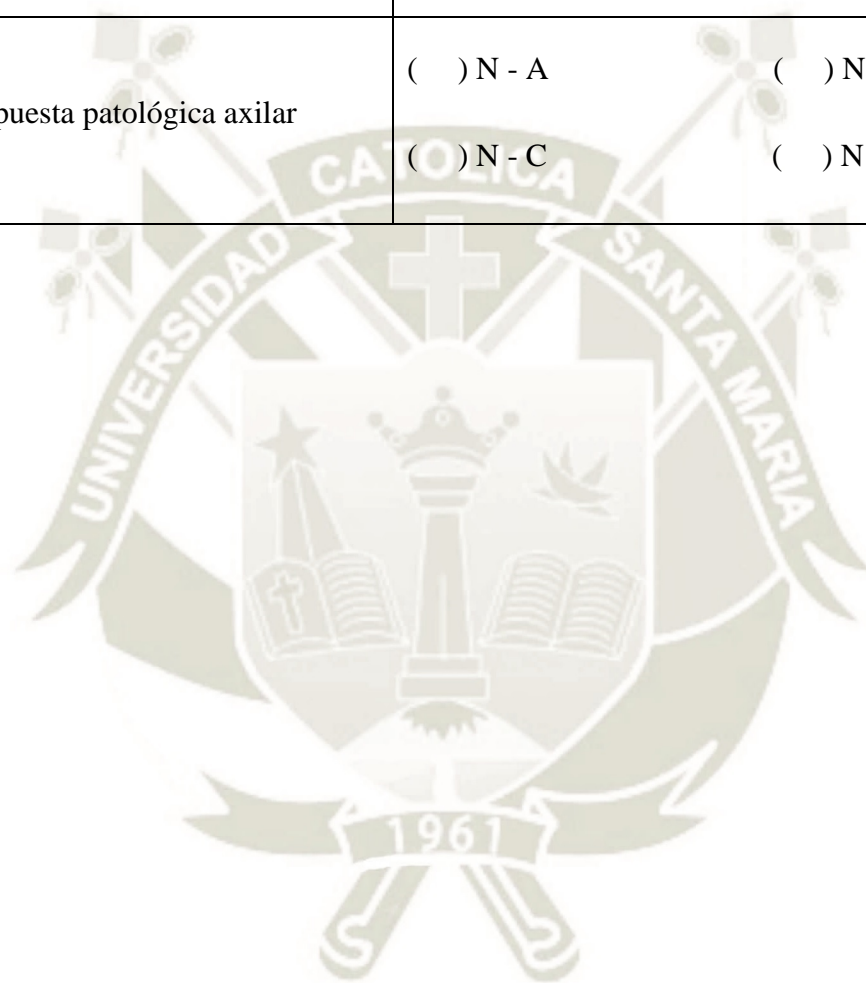 ( ) N - A ( ) N
puesta patológica axilar
( ) N - C ( ) N
UNIVERSIDAD CATOLICA SANTA MARIA
1961